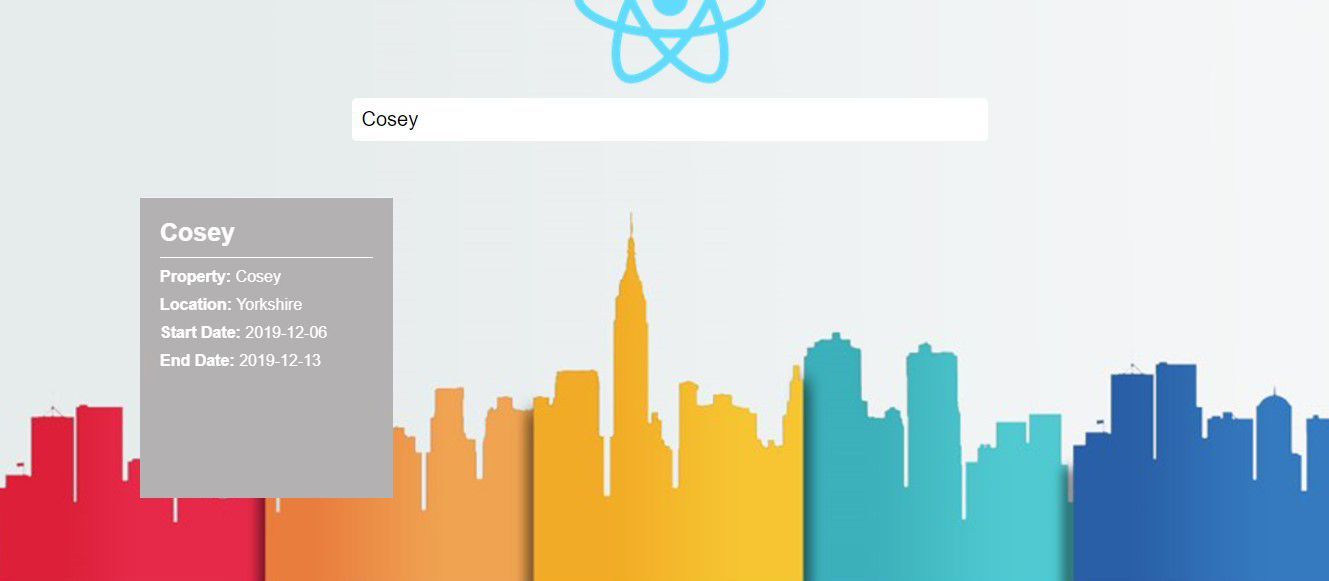 Cosey
Cosey
Property: Cosey
Location: Yorkshire
Start Date: 2019-12-06
End Date: 2019-12-13